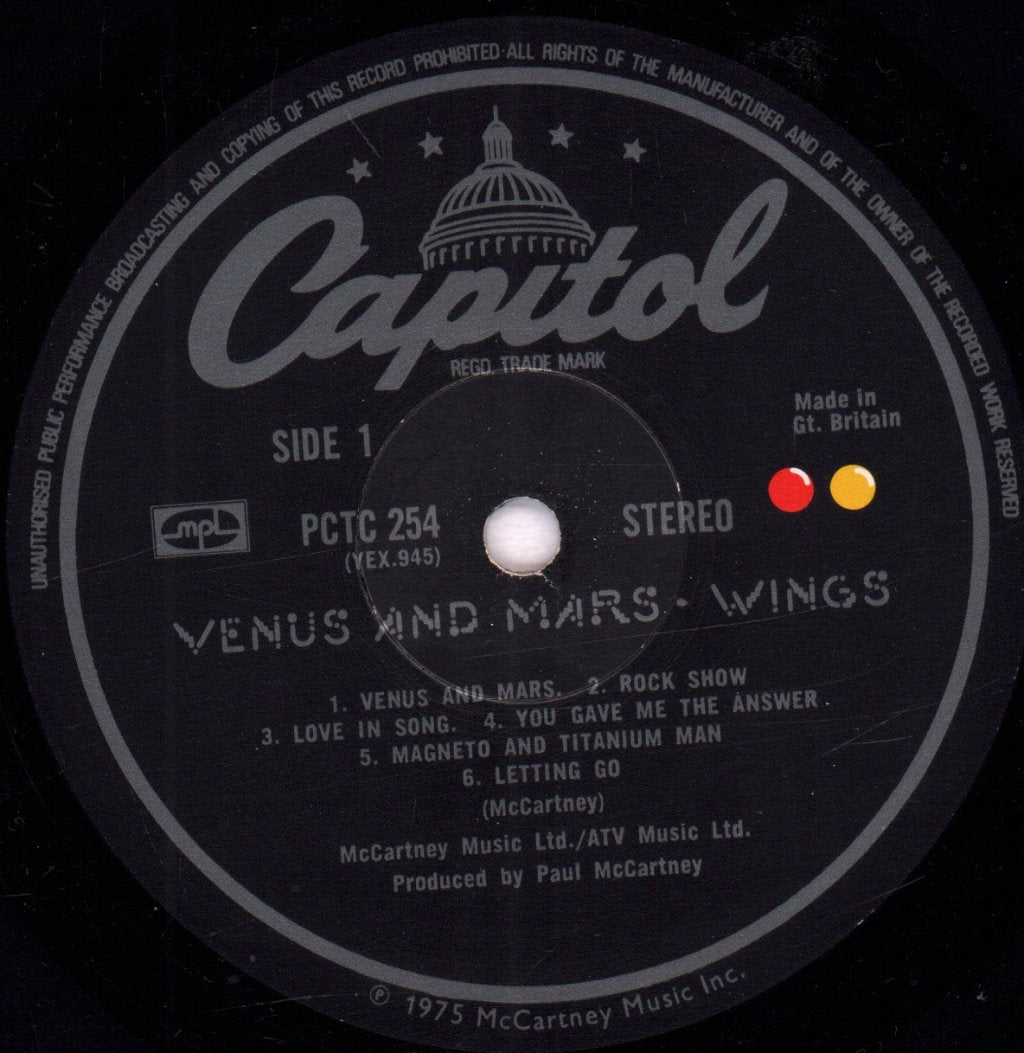 UNAUTHORISED PUBLIC PERFORMANCE BROADCASTING AND COPYING OF THIS RECORD PROHIBITED·ALL RIGHTS OF THE MANUFACTURER AND OF THE OWNER OF THE RECORDED WORK RESERVED
Capitol
REGD. TRADE MARK
Made in
Gt. Britain
SIDE 1
mpl
PCTC 254
STEREO
(YEX.945)
VENUS AND MARS · WINGS
1. VENUS AND MARS. 2. ROCK SHOW
3. LOVE IN SONG. 4. YOU GAVE ME THE ANSWER
5. MAGNETO AND TITANIUM MAN
6. LETTING GO
(McCartney)
McCartney Music Ltd./ATV Music Ltd.
Produced by Paul McCartney
℗ 1975 McCartney Music Inc.